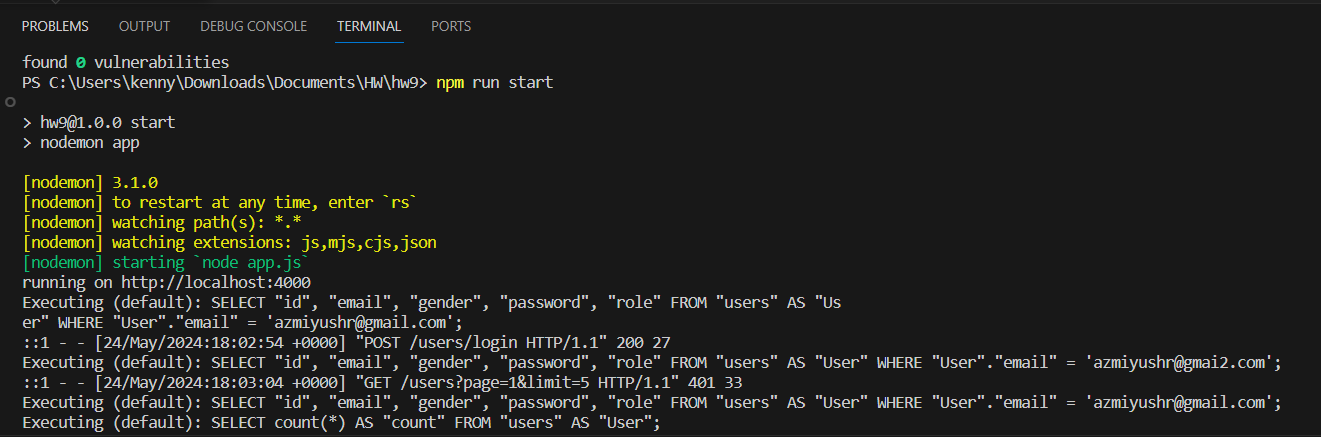 PROBLEMS OUTPUT DEBUG CONSOLE TERMINAL PORTS
found 0 vulnerabilities
PS C:\Users\kenny\Downloads\Documents\HW\hw9> npm run start
> hw9@1.0.0 start
> nodemon app
[nodemon] 3.1.0
[nodemon] to restart at any time, enter `rs`
[nodemon] watching path(s): *.*
[nodemon] watching extensions: js,mjs,cjs,json
[nodemon] starting `node app.js`
running on http://localhost:4000
Executing (default): SELECT "id", "email", "gender", "password", "role" FROM "users" AS "Us
er" WHERE "User"."email" = 'azmiyushr@gmail.com';
::1 - - [24/May/2024:18:02:54 +0000] "POST /users/login HTTP/1.1" 200 27
Executing (default): SELECT "id", "email", "gender", "password", "role" FROM "users" AS "User" WHERE "User"."email" = 'azmiyushr@gmai2.com';
::1 - - [24/May/2024:18:03:04 +0000] "GET /users?page=1&limit=5 HTTP/1.1" 401 33
Executing (default): SELECT "id", "email", "gender", "password", "role" FROM "users" AS "User" WHERE "User"."email" = 'azmiyushr@gmail.com';
Executing (default): SELECT count(*) AS "count" FROM "users" AS "User";